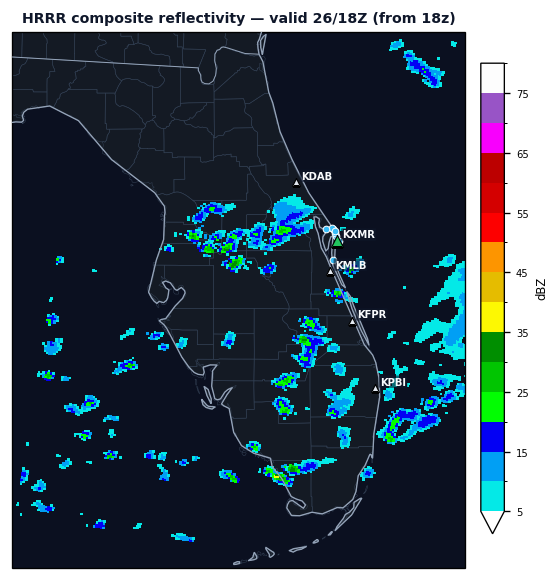 HRRR composite reflectivity — valid 26/18Z (from 18z)
KDAB
KXMR
KMLB
KFPR
KPBI
75
65
55
45
35
25
15
5
dBZ